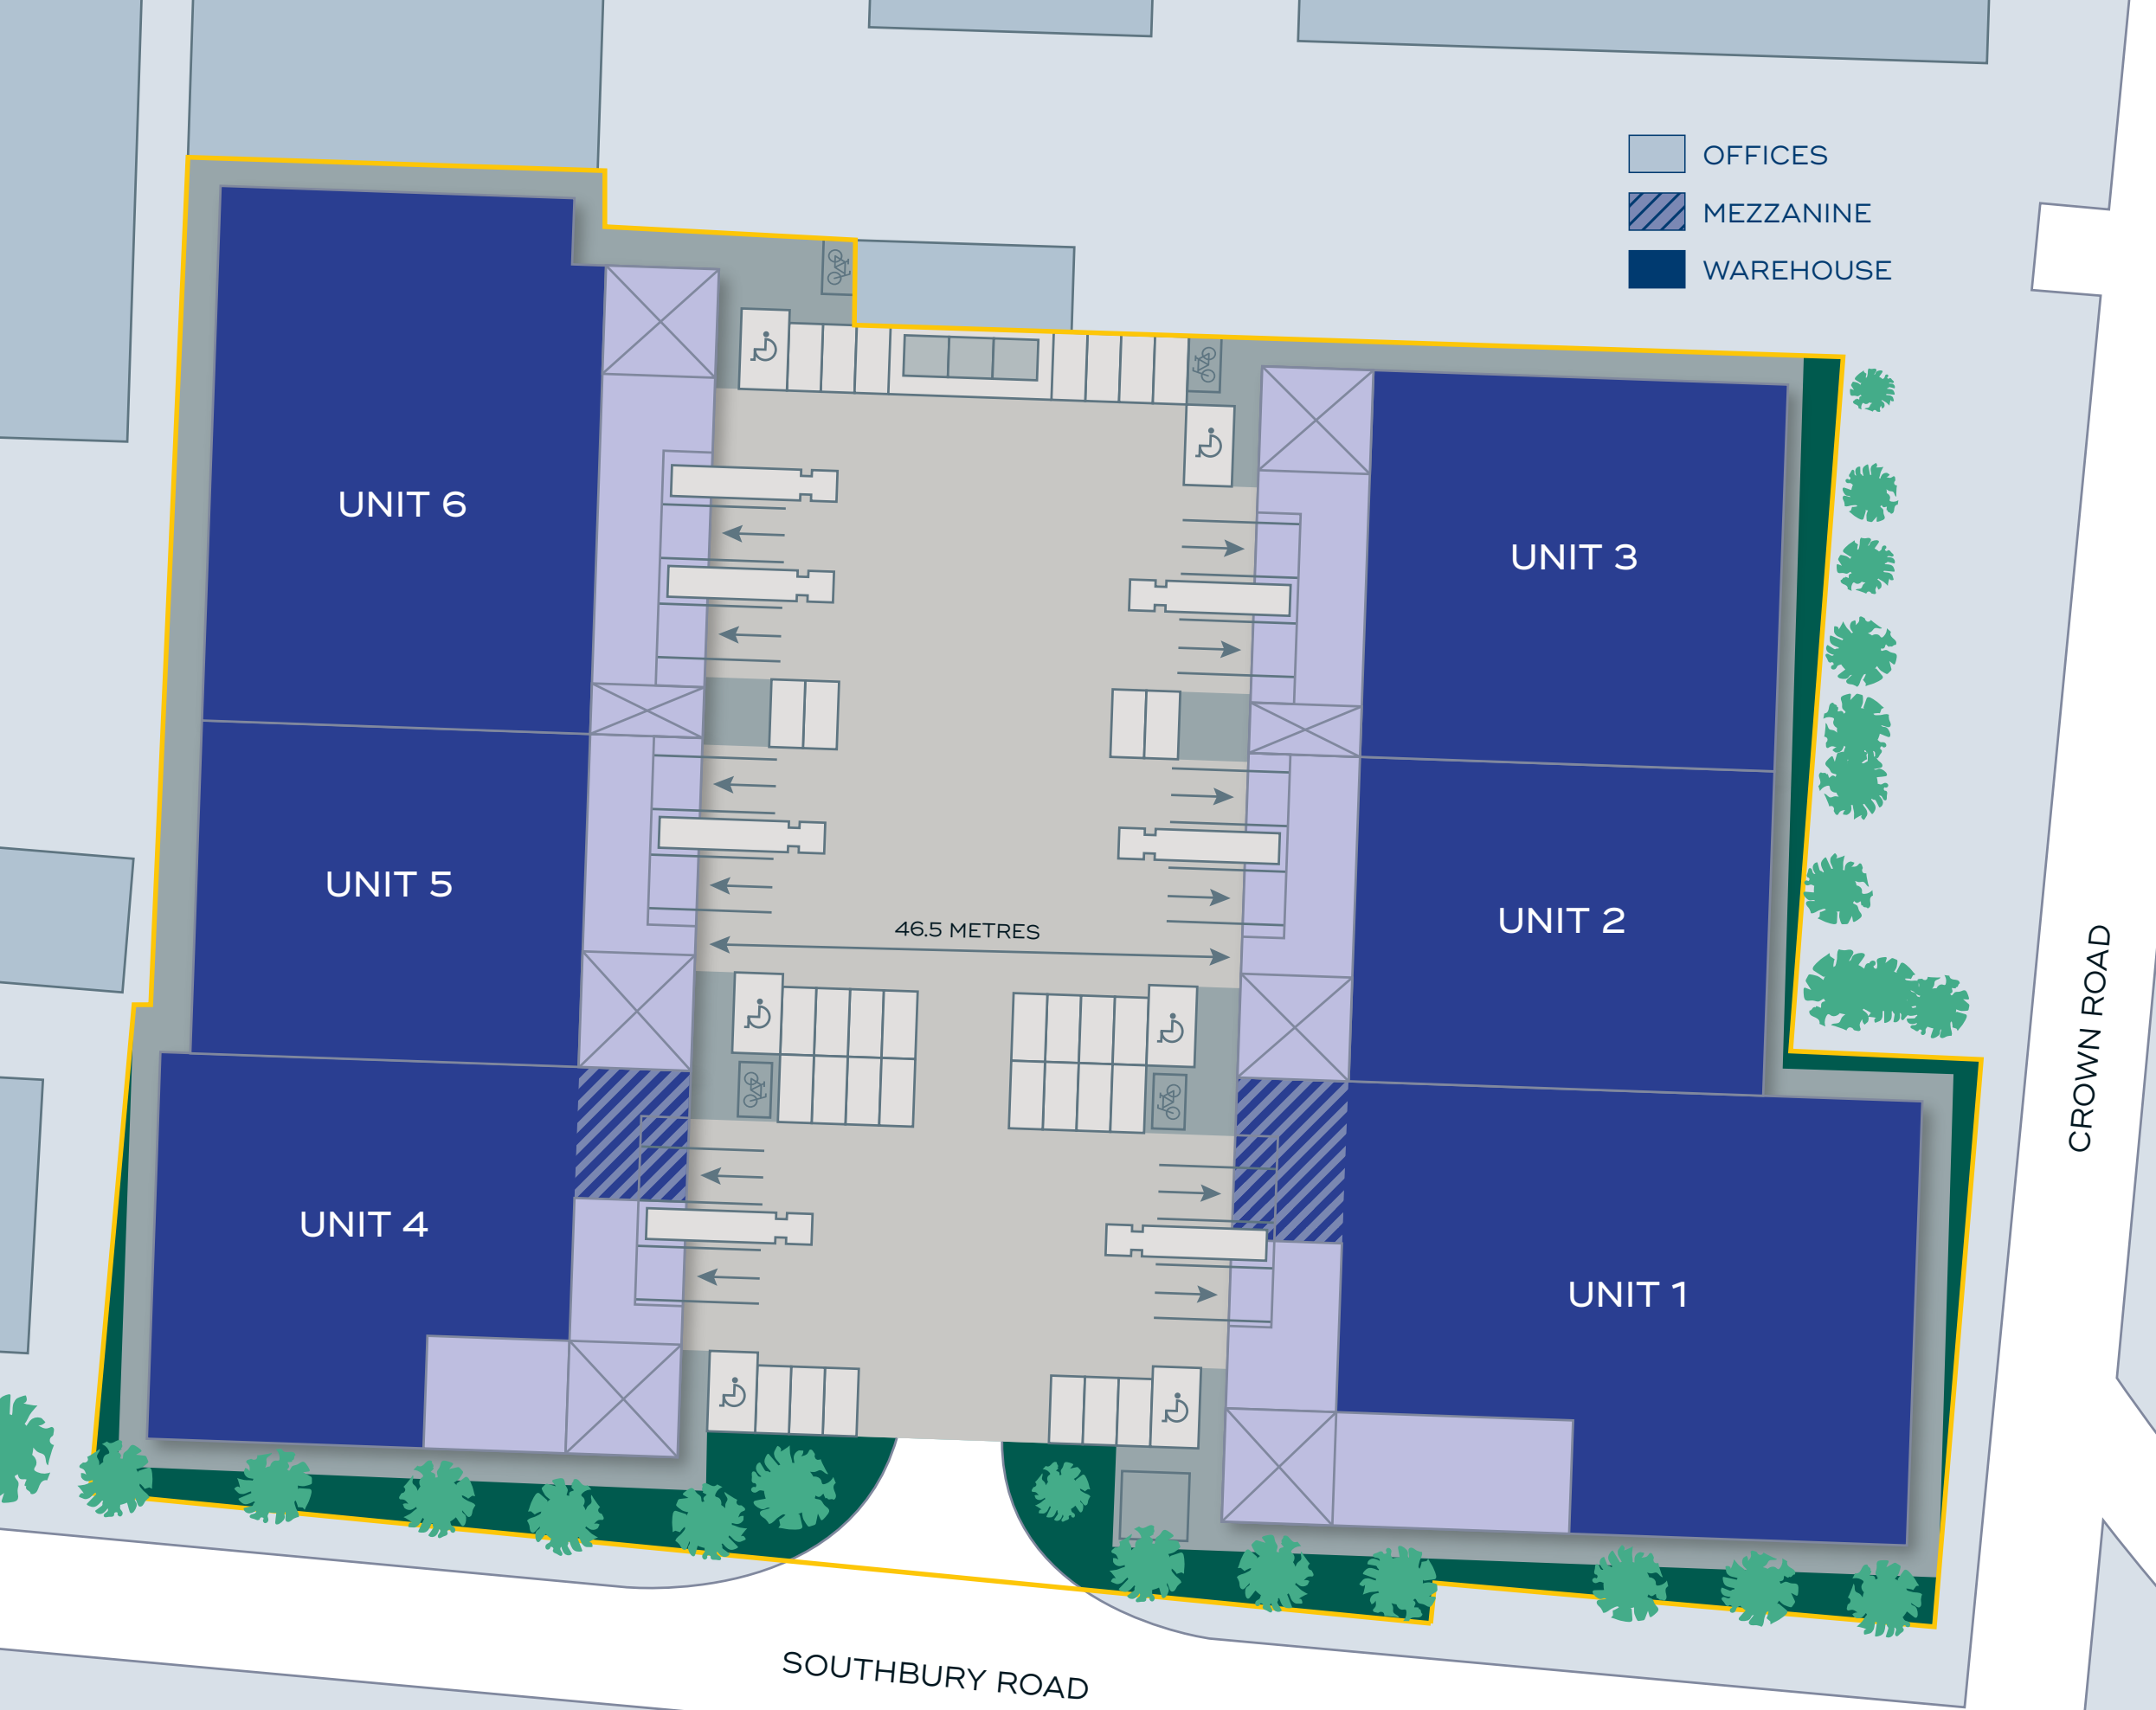 OFFICES
MEZZANINE
WAREHOUSE
UNIT 6
UNIT 3
UNIT 5
UNIT 2
46.5 METRES
CROWN ROAD
UNIT 4
UNIT 1
SOUTHBURY ROAD